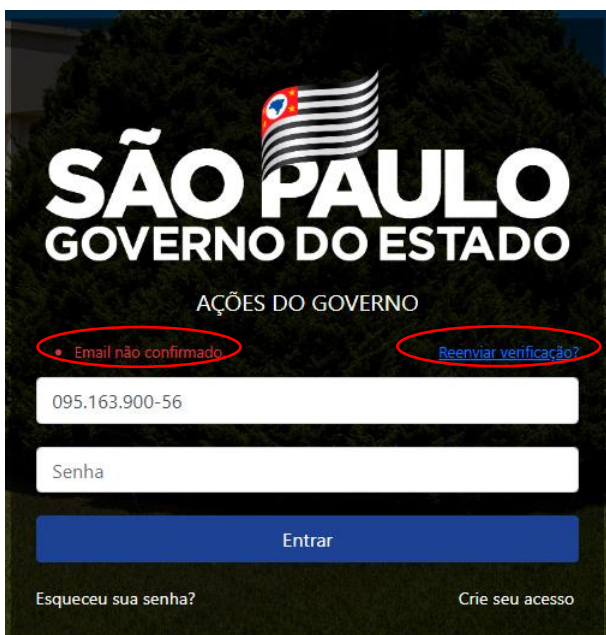 SÃO PAULO
GOVERNO DO ESTADO
AÇÕES DO GOVERNO
• Email não confirmado. Reenviar verificação?
095.163.900-56
Senha
Entrar
Esqueceu sua senha? Crie seu acesso